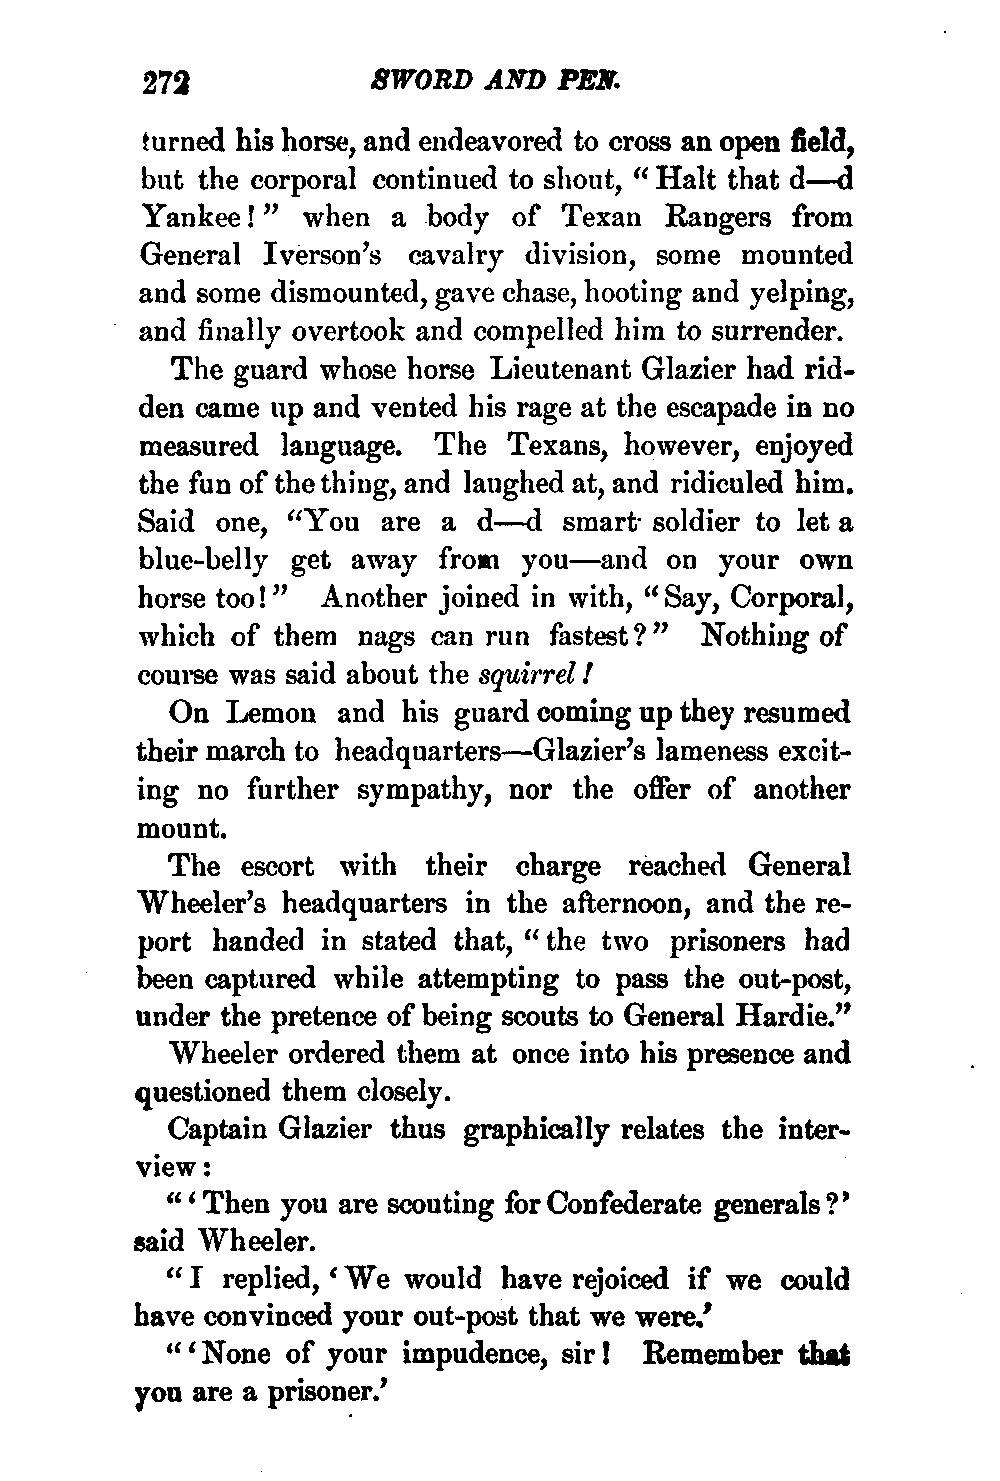 272 SWORD AND PEN.
turned his horse, and endeavored to cross an open field,
but the corporal continued to shout, "Halt that d—d
Yankee!" when a body of Texan Rangers from
General Iverson's cavalry division, some mounted
and some dismounted, gave chase, hooting and yelping,
and finally overtook and compelled him to surrender.
The guard whose horse Lieutenant Glazier had rid-
den came up and vented his rage at the escapade in no
measured language. The Texans, however, enjoyed
the fun of the thing, and laughed at, and ridiculed him.
Said one, "You are a d—d smart soldier to let a
blue-belly get away from you—and on your own
horse too!" Another joined in with, "Say, Corporal,
which of them nags can run fastest?" Nothing of
course was said about the squirrel!
On Lemon and his guard coming up they resumed
their march to headquarters—Glazier's lameness excit-
ing no further sympathy, nor the offer of another
mount.
The escort with their charge reached General
Wheeler's headquarters in the afternoon, and the re-
port handed in stated that, "the two prisoners had
been captured while attempting to pass the out-post,
under the pretence of being scouts to General Hardie."
Wheeler ordered them at once into his presence and
questioned them closely.
Captain Glazier thus graphically relates the inter-
view:
"'Then you are scouting for Confederate generals?'
said Wheeler.
"I replied, 'We would have rejoiced if we could
have convinced your out-post that we were.'
"'None of your impudence, sir! Remember that
you are a prisoner.'